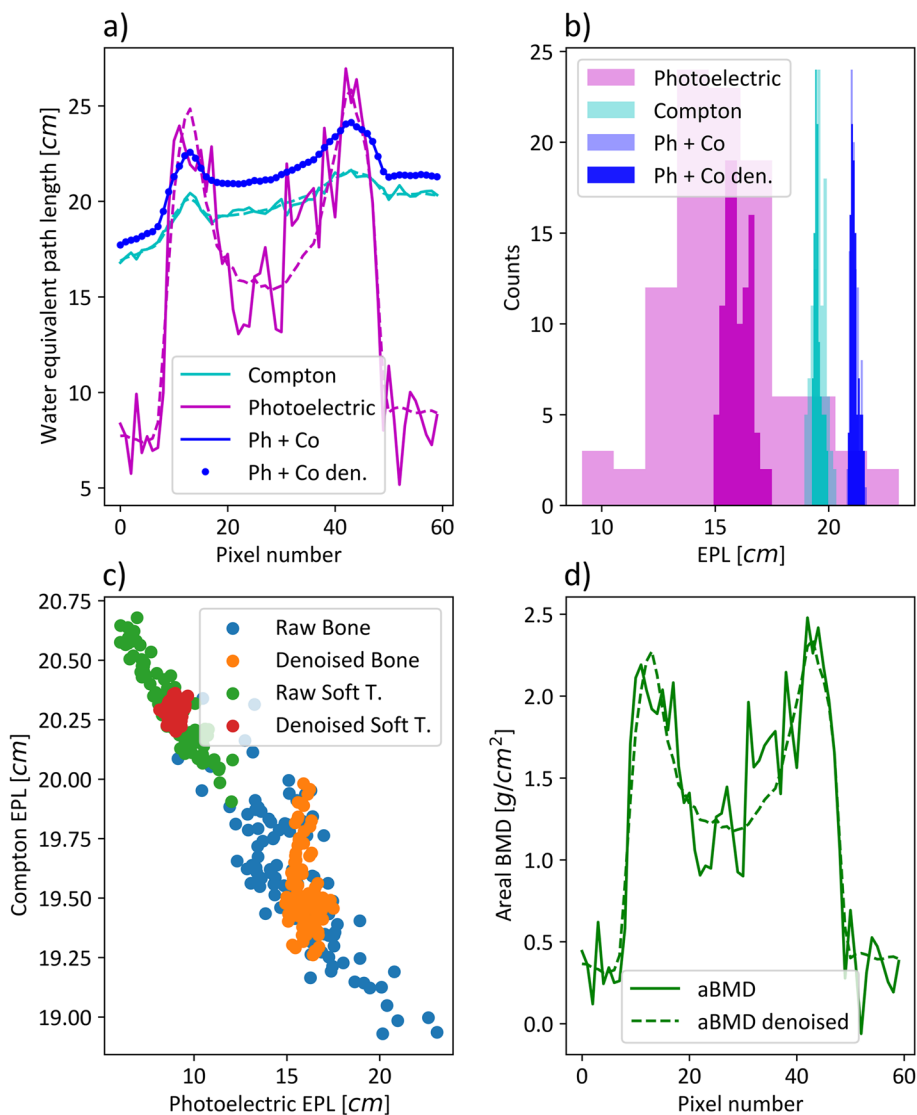 a)
Water equivalent path length [cm]
25
20
15
10
5
0
20
40
60
Pixel number
Compton
Photoelectric
Ph + Co
Ph + Co den.
b)
Counts
25
20
15
10
5
0
10
15
20
EPL [cm]
Photoelectric
Compton
Ph + Co
Ph + Co den.
c)
Compton EPL [cm]
20.75
20.50
20.25
20.00
19.75
19.50
19.25
19.00
10
15
20
Photoelectric EPL [cm]
Raw Bone
Denoised Bone
Raw Soft T.
Denoised Soft T.
d)
Areal BMD [g/cm²]
2.5
2.0
1.5
1.0
0.5
0.0
0
20
40
60
Pixel number
aBMD
aBMD denoised